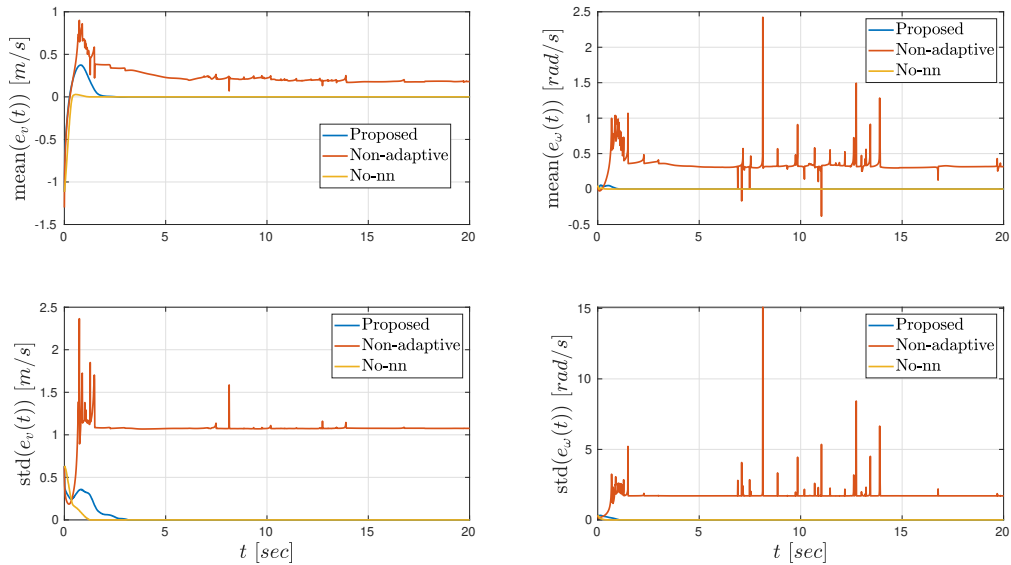 mean(e_v(t)) [m/s]
1
0.5
0
-0.5
-1
-1.5
0
5
10
15
20
Proposed
Non-adaptive
No-nn
mean(e_ω(t)) [rad/s]
2.5
2
1.5
1
0.5
0
-0.5
0
5
10
15
20
Proposed
Non-adaptive
No-nn
std(e_v(t)) [m/s]
2.5
2
1.5
1
0.5
0
0
5
10
15
20
t [sec]
Proposed
Non-adaptive
No-nn
std(e_ω(t)) [rad/s]
15
10
5
0
0
5
10
15
20
t [sec]
Proposed
Non-adaptive
No-nn